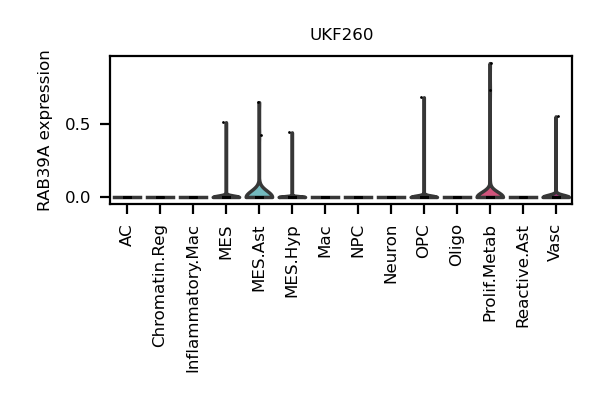 UKF260
RAB39A expression
0.5
0.0
AC
Chromatin.Reg
Inflammatory.Mac
MES
MES.Ast
MES.Hyp
Mac
NPC
Neuron
OPC
Oligo
Prolif.Metab
Reactive.Ast
Vasc